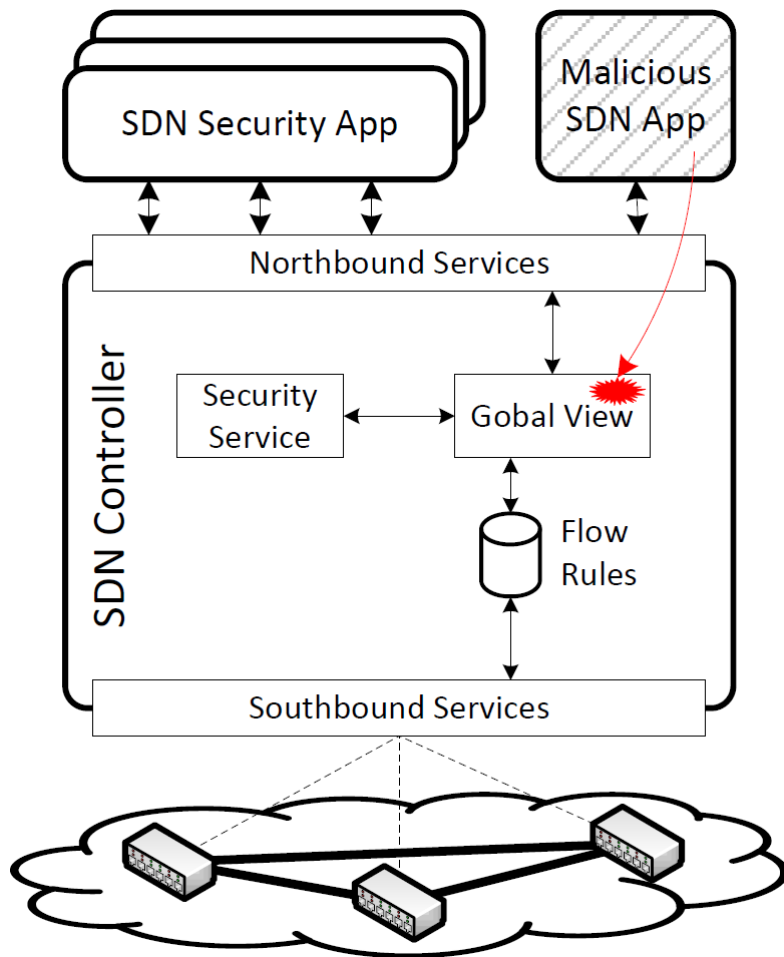 SDN Security App
Malicious
SDN App
Northbound Services
SDN Controller
Security
Service
Gobal View
Flow
Rules
Southbound Services